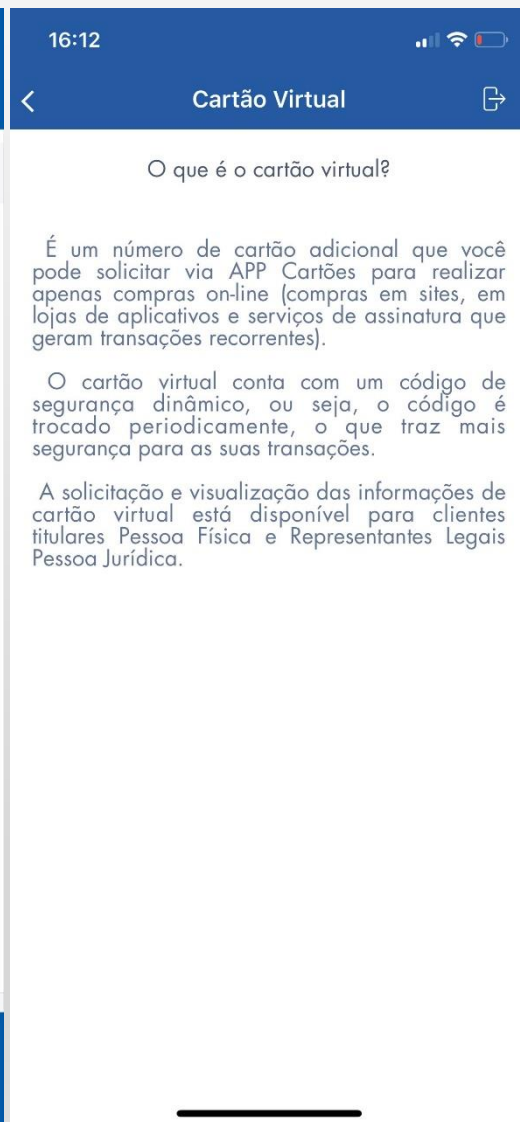 16:12
Cartão Virtual
O que é o cartão virtual?
É um número de cartão adicional que você
pode solicitar via APP Cartões para realizar
apenas compras on-line (compras em sites, em
lojas de aplicativos e serviços de assinatura que
geram transações recorrentes).
O cartão virtual conta com um código de
segurança dinâmico, ou seja, o código é
trocado periodicamente, o que traz mais
segurança para as suas transações.
A solicitação e visualização das informações de
cartão virtual está disponível para clientes
titulares Pessoa Física e Representantes Legais
Pessoa Jurídica.